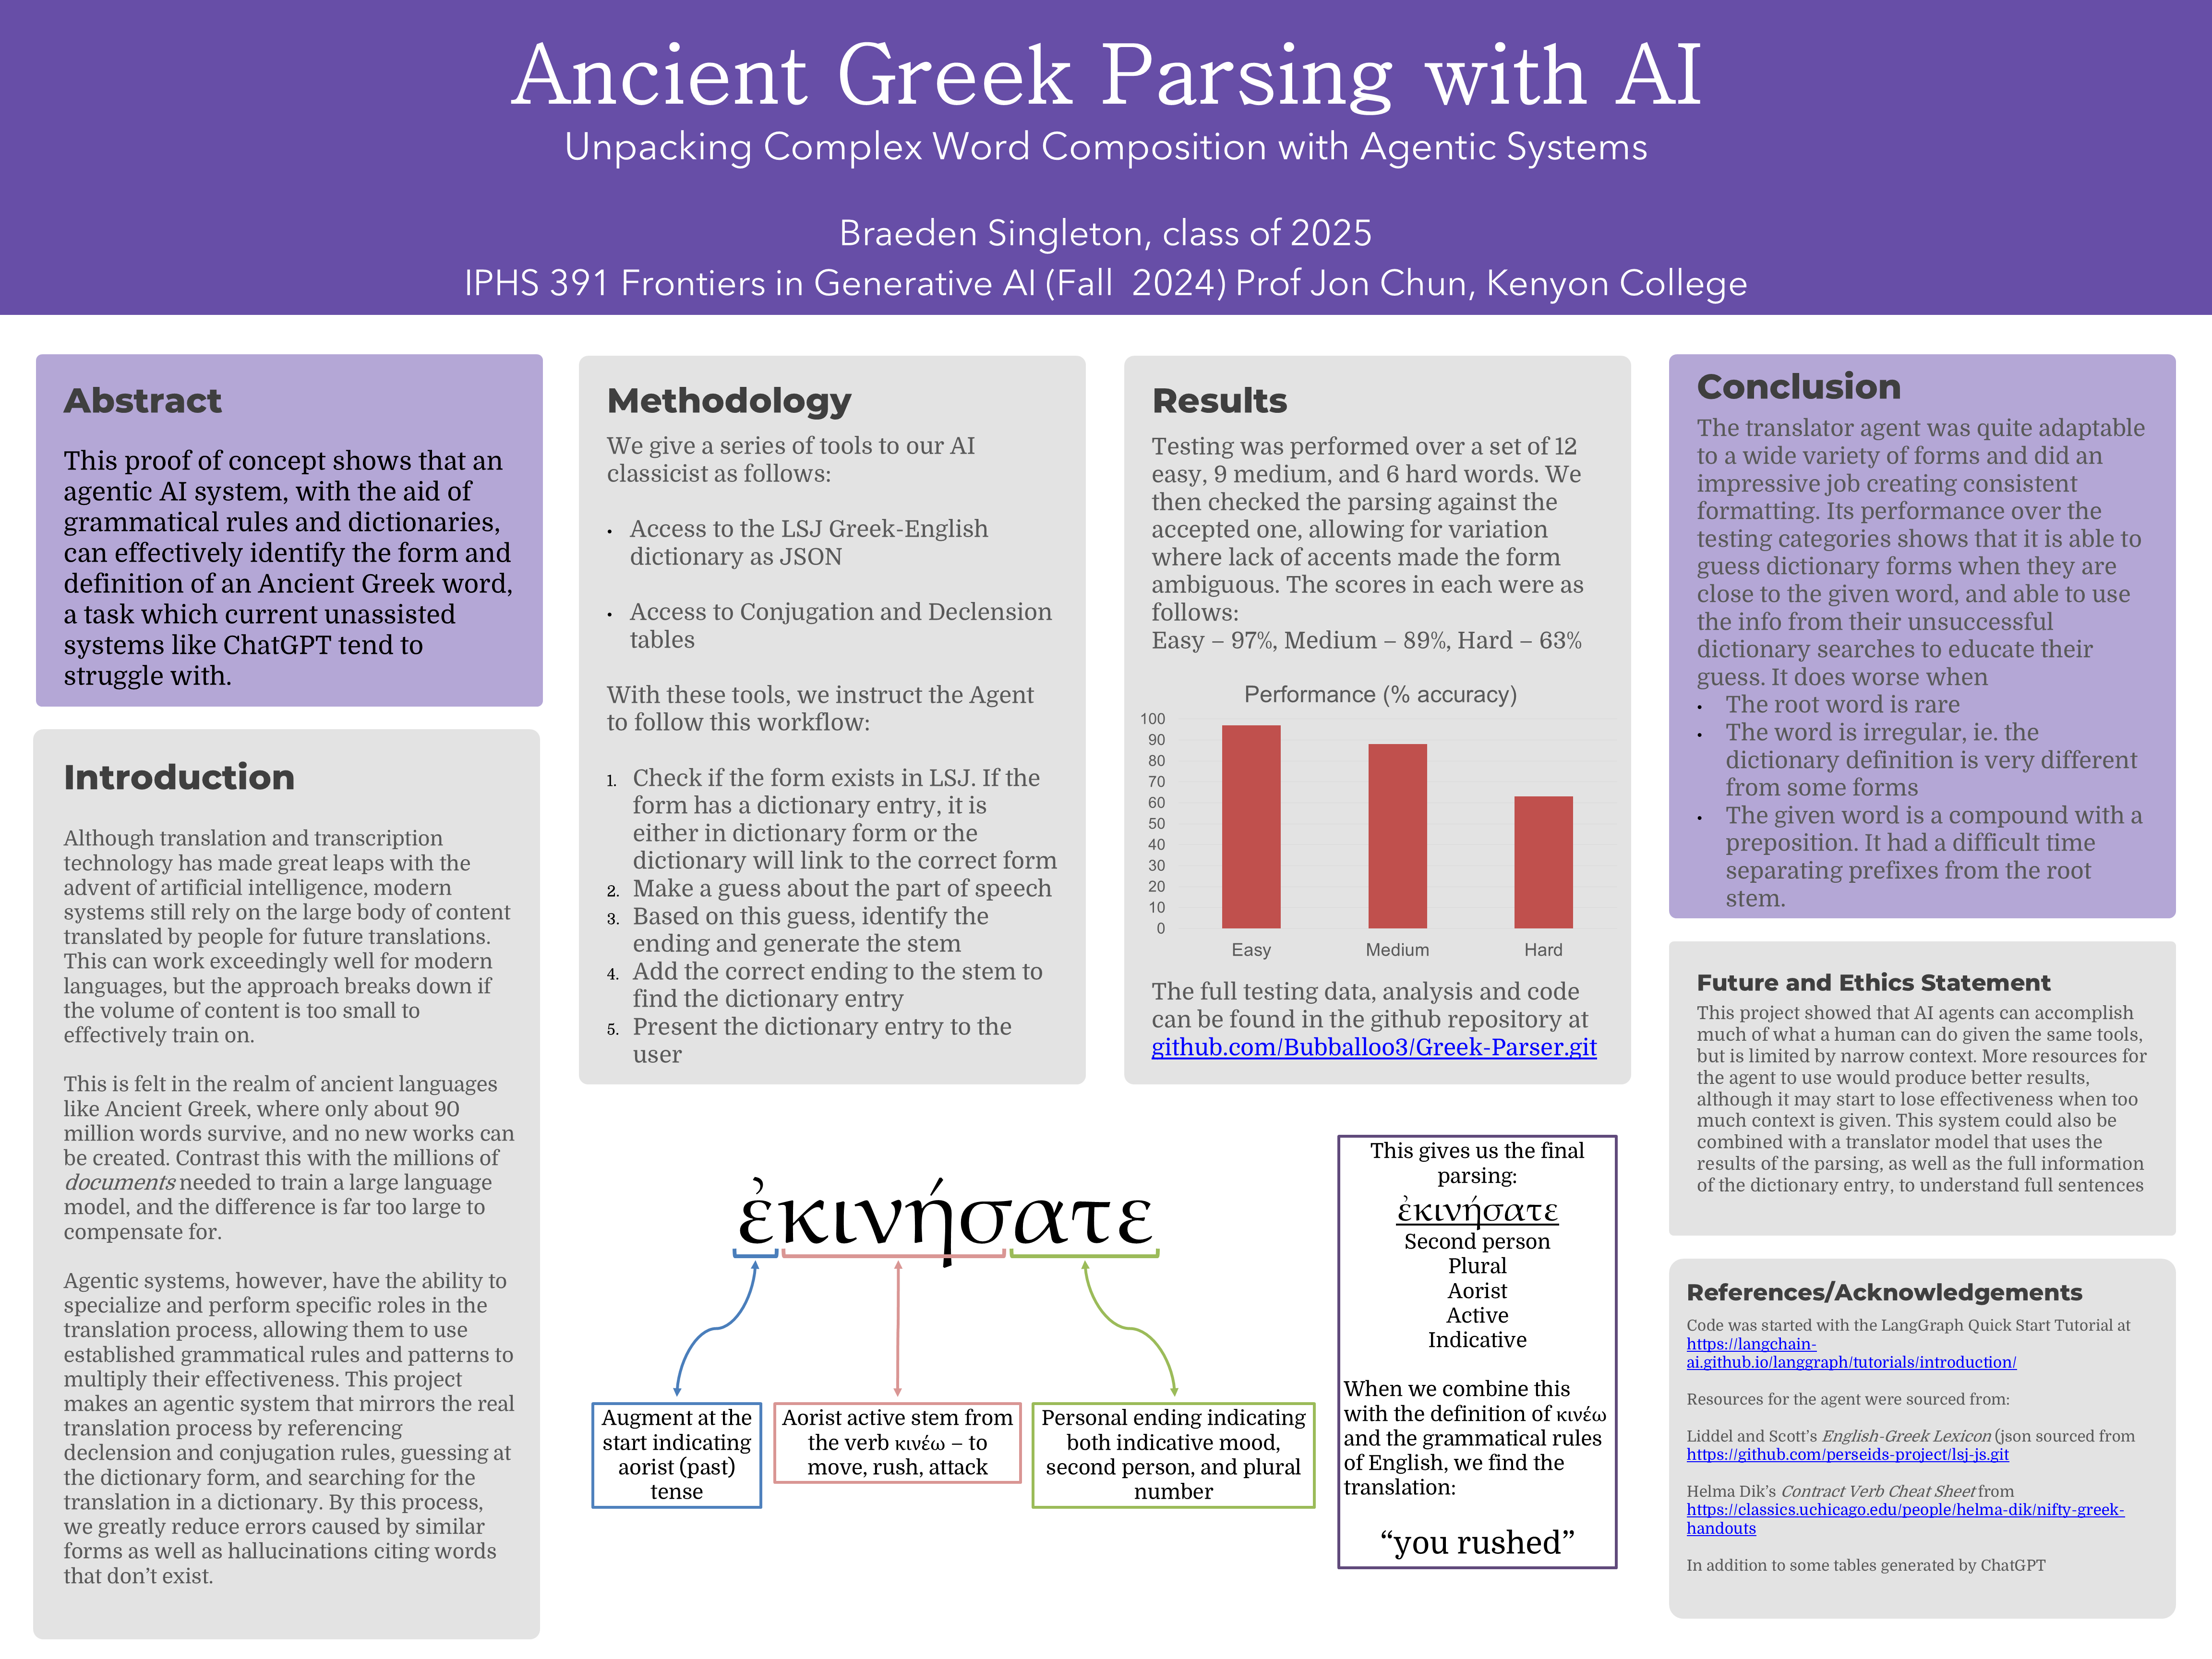 Ancient Greek Parsing with AI
Unpacking Complex Word Composition with Agentic Systems
Braeden Singleton, class of 2025
IPHS 391 Frontiers in Generative AI (Fall  2024) Prof Jon Chun, Kenyon College
Abstract
This proof of concept shows that an
agentic AI system, with the aid of
grammatical rules and dictionaries,
can effectively identify the form and
definition of an Ancient Greek word,
a task which current unassisted
systems like ChatGPT tend to
struggle with.
Introduction
Although translation and transcription
technology has made great leaps with the
advent of artificial intelligence, modern
systems still rely on the large body of content
translated by people for future translations.
This can work exceedingly well for modern
languages, but the approach breaks down if
the volume of content is too small to
effectively train on.
This is felt in the realm of ancient languages
like Ancient Greek, where only about 90
million words survive, and no new works can
be created. Contrast this with the millions of
documents needed to train a large language
model, and the difference is far too large to
compensate for.
Agentic systems, however, have the ability to
specialize and perform specific roles in the
translation process, allowing them to use
established grammatical rules and patterns to
multiply their effectiveness. This project
makes an agentic system that mirrors the real
translation process by referencing
declension and conjugation rules, guessing at
the dictionary form, and searching for the
translation in a dictionary. By this process,
we greatly reduce errors caused by similar
forms as well as hallucinations citing words
that don't exist.
Methodology
We give a series of tools to our AI
classicist as follows:
• Access to the LSJ Greek-English
dictionary as JSON
• Access to Conjugation and Declension
tables
With these tools, we instruct the Agent
to follow this workflow:
1. Check if the form exists in LSJ. If the
form has a dictionary entry, it is
either in dictionary form or the
dictionary will link to the correct form
2. Make a guess about the part of speech
3. Based on this guess, identify the
ending and generate the stem
4. Add the correct ending to the stem to
find the dictionary entry
5. Present the dictionary entry to the
user
Results
Testing was performed over a set of 12
easy, 9 medium, and 6 hard words. We
then checked the parsing against the
accepted one, allowing for variation
where lack of accents made the form
ambiguous. The scores in each were as
follows:
Easy – 97%, Medium – 89%, Hard – 63%
Performance (% accuracy)
100
90
80
70
60
50
40
30
20
10
0
Easy Medium Hard
The full testing data, analysis and code
can be found in the github repository at
github.com/Bubballoo3/Greek-Parser.git
ἐκινήσατε
Augment at the
start indicating
aorist (past)
tense
Aorist active stem from
the verb κινέω – to
move, rush, attack
Personal ending indicating
both indicative mood,
second person, and plural
number
This gives us the final
parsing:
ἐκινήσατε
Second person
Plural
Aorist
Active
Indicative
When we combine this
with the definition of κινέω
and the grammatical rules
of English, we find the
translation:
“you rushed”
Conclusion
The translator agent was quite adaptable
to a wide variety of forms and did an
impressive job creating consistent
formatting. Its performance over the
testing categories shows that it is able to
guess dictionary forms when they are
close to the given word, and able to use
the info from their unsuccessful
dictionary searches to educate their
guess. It does worse when
• The root word is rare
• The word is irregular, ie. the
dictionary definition is very different
from some forms
• The given word is a compound with a
preposition. It had a difficult time
separating prefixes from the root
stem.
Future and Ethics Statement
This project showed that AI agents can accomplish
much of what a human can do given the same tools,
but is limited by narrow context. More resources for
the agent to use would produce better results,
although it may start to lose effectiveness when too
much context is given. This system could also be
combined with a translator model that uses the
results of the parsing, as well as the full information
of the dictionary entry, to understand full sentences
References/Acknowledgements
Code was started with the LangGraph Quick Start Tutorial at
https://langchain-
ai.github.io/langgraph/tutorials/introduction/
Resources for the agent were sourced from:
Liddel and Scott’s English-Greek Lexicon (json sourced from
https://github.com/perseids-project/lsj-js.git
Helma Dik’s Contract Verb Cheat Sheet from
https://classics.uchicago.edu/people/helma-dik/nifty-greek-
handouts
In addition to some tables generated by ChatGPT